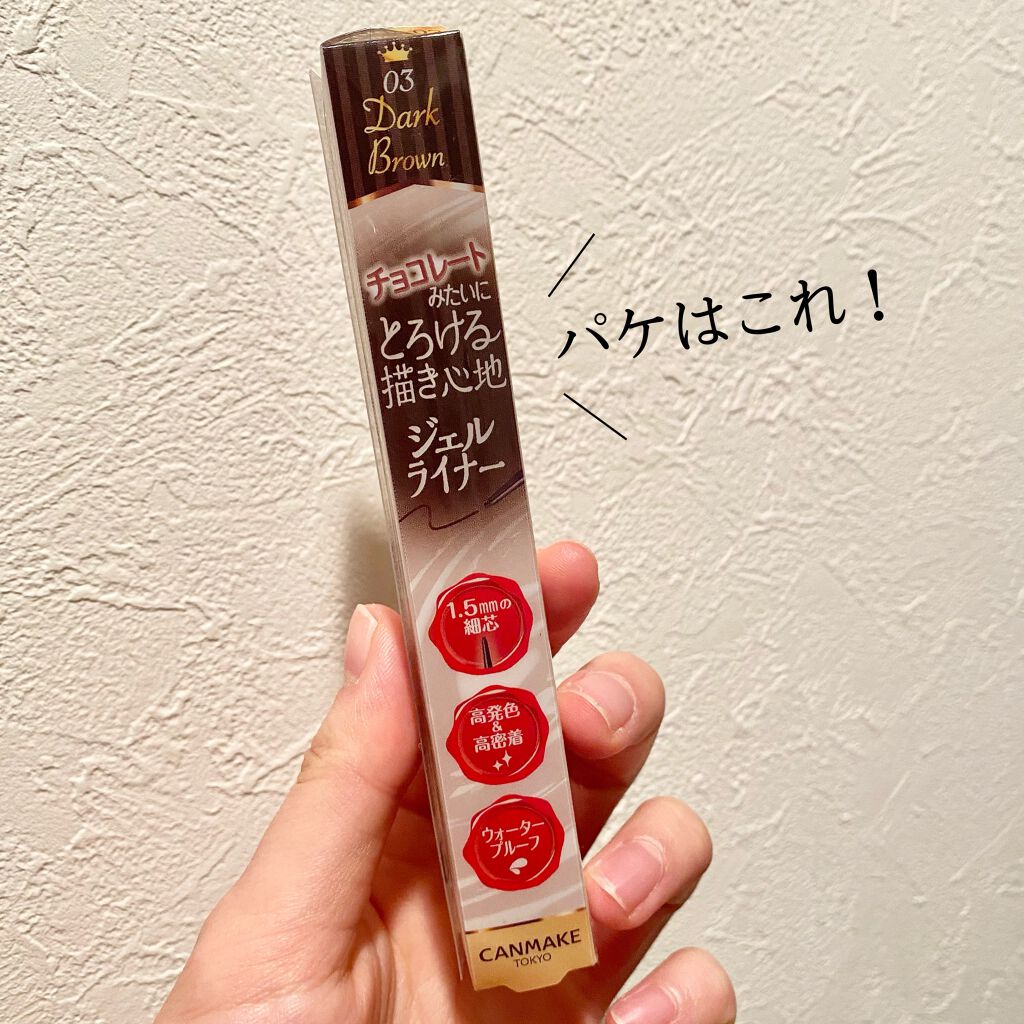 03
Dark
Brown
チョコレート
みたいに
とろける
描き心地
ジェル
ライナー
1.5mmの
細芯
高発色
&
高密着
ウォーター
プルーフ
CANMAKE
TOKYO
パケはこれ！